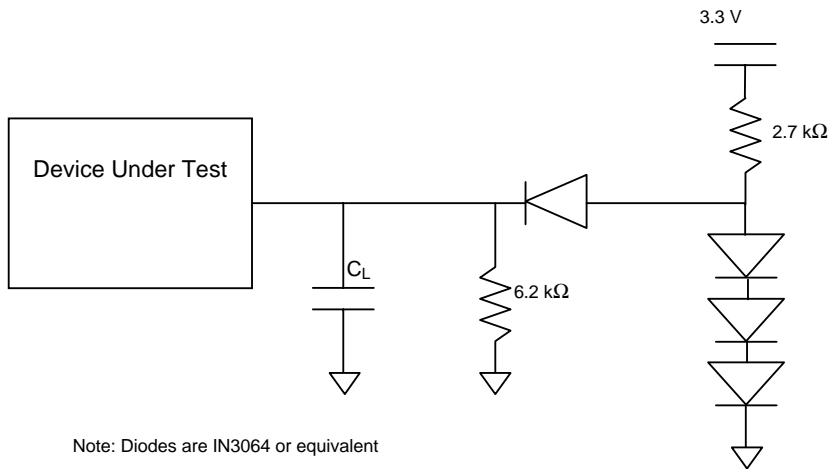 3.3 V
2.7 kΩ
Device Under Test
CL
6.2 kΩ
Note: Diodes are IN3064 or equivalent